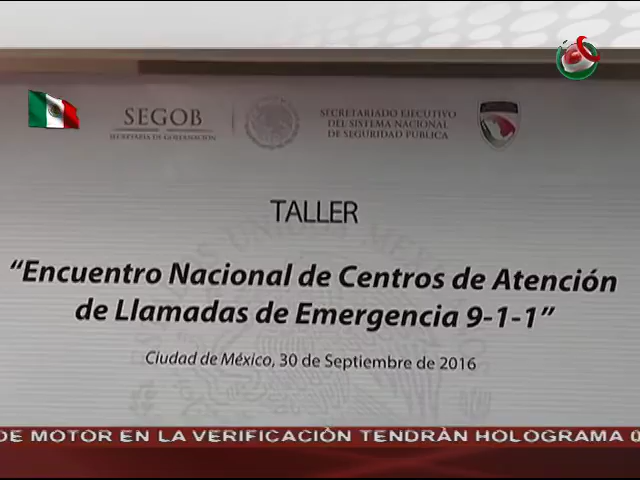 SEGOB
SECRETARÍA DE GOBERNACIÓN
SECRETARIADO EJECUTIVO
DEL SISTEMA NACIONAL
DE SEGURIDAD PÚBLICA
TALLER
“Encuentro Nacional de Centros de Atención
de Llamadas de Emergencia 9-1-1”
Ciudad de México, 30 de Septiembre de 2016
DE MOTOR EN LA VERIFICACIÓN TENDRÁN HOLOGRAMA 0